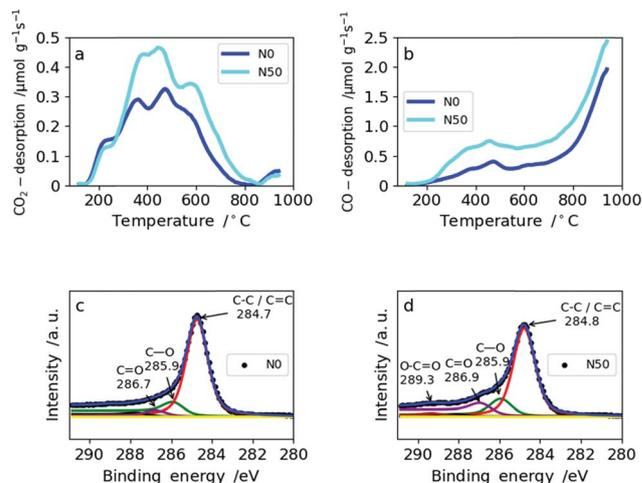 a
N0
N50
CO₂ − desorption /μmol g⁻¹s⁻¹
0.5
0.4
0.3
0.2
0.1
0
200 400 600 800 1000
Temperature /°C
b
N0
N50
CO − desorption /μmol g⁻¹s⁻¹
2.5
2.0
1.5
1.0
0.5
0
200 400 600 800 1000
Temperature /°C
c
C-C / C=C
284.7
C—O
285.9
C=O
286.7
N0
Intensity /a. u.
290 288 286 284 282 280
Binding energy /eV
d
C-C / C=C
284.8
C—O
285.9
C=O
286.9
O-C=O
289.3
N50
Intensity /a. u.
290 288 286 284 282 280
Binding energy /eV